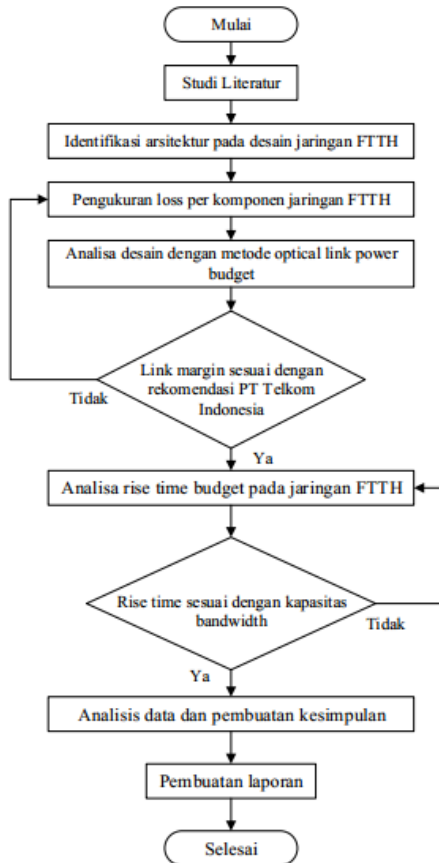 Mulai
Studi Literatur
Identifikasi arsitektur pada desain jaringan FTTH
Pengukuran loss per komponen jaringan FTTH
Analisa desain dengan metode optical link power
budget
Link margin sesuai dengan
rekomendasi PT Telkom
Indonesia
Tidak
Ya
Analisa rise time budget pada jaringan FTTH
Rise time sesuai dengan kapasitas
bandwidth
Tidak
Ya
Analisis data dan pembuatan kesimpulan
Pembuatan laporan
Selesai